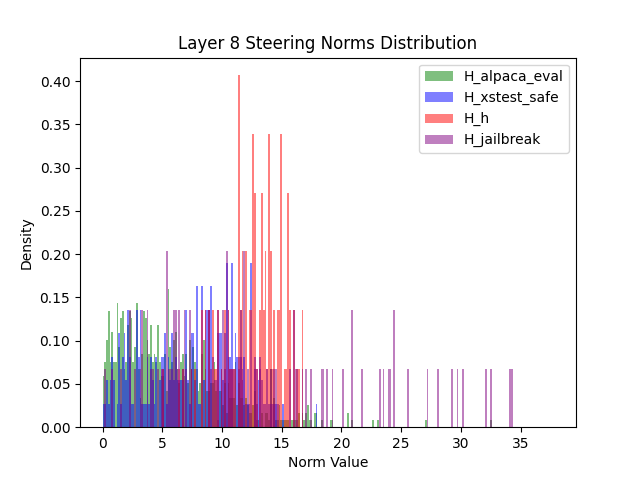 Layer 8 Steering Norms Distribution
H_alpaca_eval
H_xstest_safe
H_h
H_jailbreak
Density
0.40
0.35
0.30
0.25
0.20
0.15
0.10
0.05
0.00
0 5 10 15 20 25 30 35
Norm Value